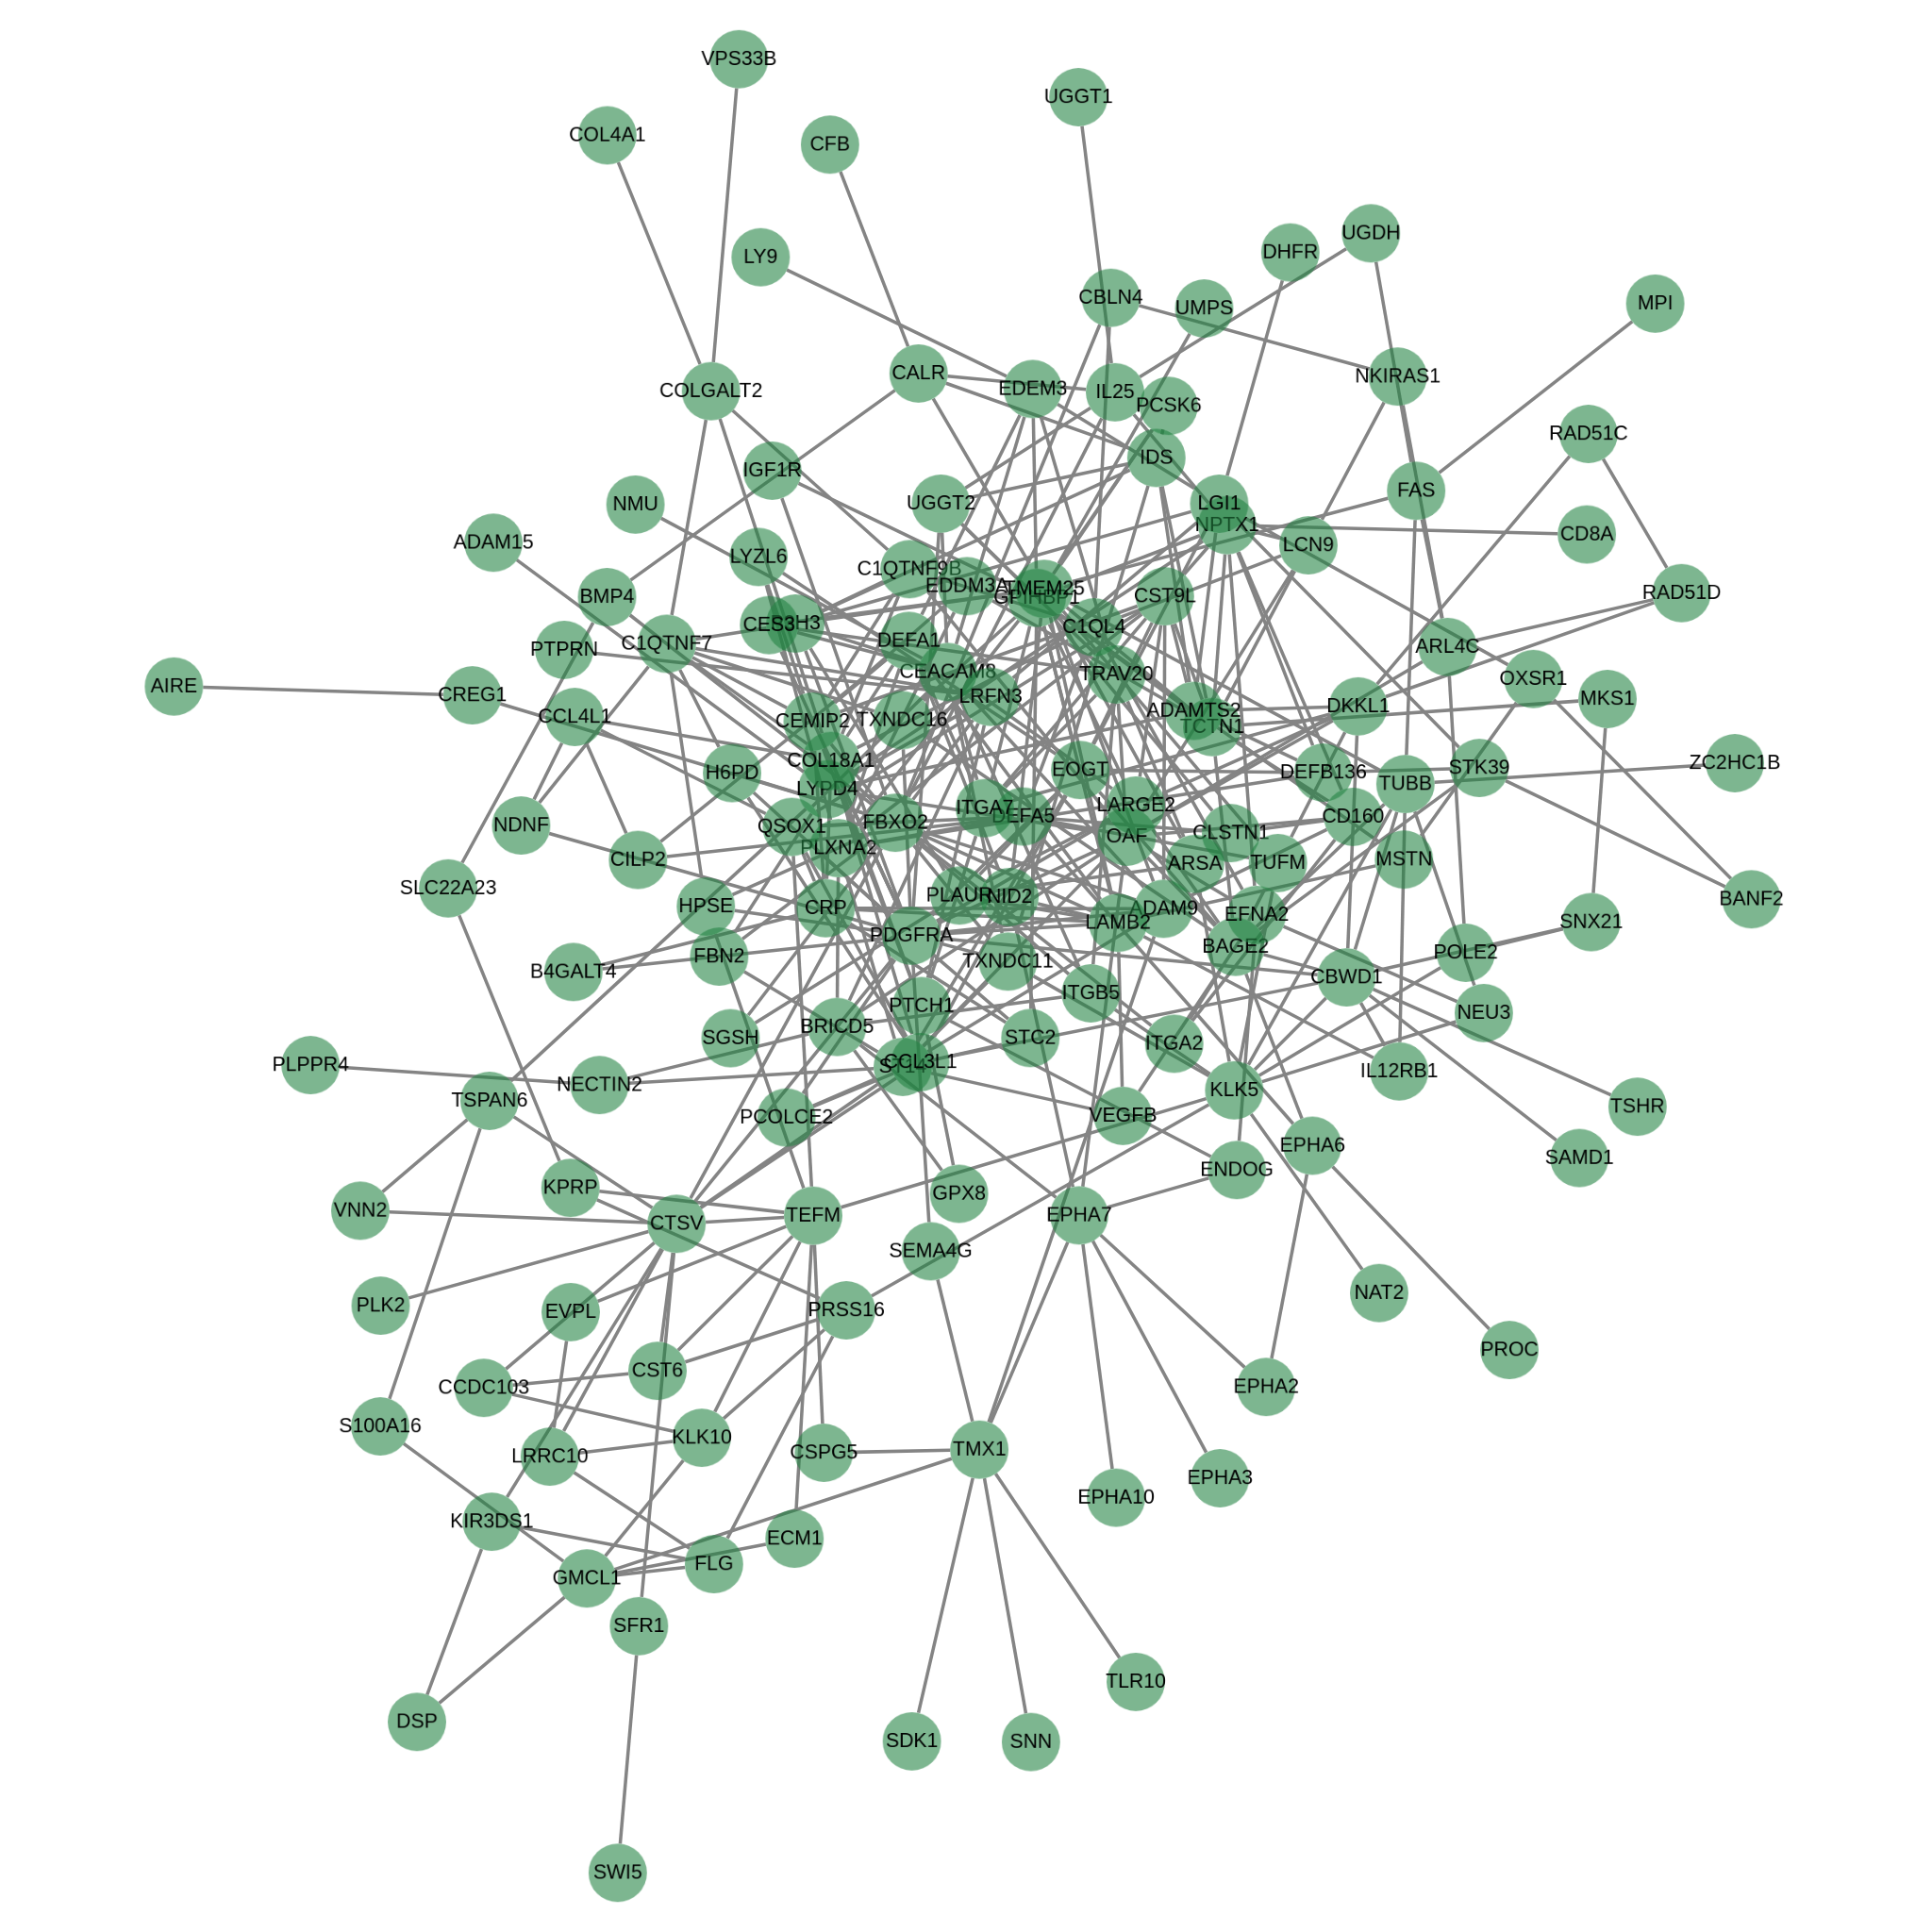 VPS33B
UGGT1
COL4A1
CFB
UGDH
DHFR
LY9
CBLN4
MPI
UMPS
CALR
NKIRAS1
EDEM3
COLGALT2
IL25
PCSK6
RAD51C
IDS
IGF1R
FAS
UGGT2
LGI1
NMU
NPTX1
CD8A
ADAM15
LCN9
LYZL6
C1QTNF9B
EDDM3A
TMEM25
RAD51D
BMP4
GPIHBP1
CST9L
CES3
C1QL4
DEFA1
C1QTNF7
ARL4C
PTPRN
CEACAM8
TRAV20
OXSR1
AIRE
CREG1
LRFN3
MKS1
DKKL1
ADAMTS2
CCL4L1
CEMIP2
TXNDC16
TCTN1
COL18A1
ZC2HC1B
STK39
EOGT
H6PD
DEFB136
TUBB
LYPD4
LARGE2
ITGA7
DEFA5
CD160
FBXO2
NDNF
QSOX1
CLSTN1
OAF
PLXNA2
CILP2
MSTN
ARSA
TUFM
SLC22A23
PLAUR
NID2
BANF2
HPSE
CRP
ADAM9
EFNA2
LAMB2
SNX21
PDGFRA
BAGE2
POLE2
FBN2
TXNDC11
B4GALT4
CBWD1
ITGB5
PTCH1
NEU3
BRICD5
SGSH
STC2
ITGA2
CCL3L1
PLPPR4
IL12RB1
NECTIN2
KLK5
TSPAN6
TSHR
PCOLCE2
VEGFB
EPHA6
SAMD1
ENDOG
KPRP
GPX8
VNN2
TEFM
EPHA7
CTSV
SEMA4G
NAT2
PLK2
PRSS16
EVPL
PROC
CST6
EPHA2
CCDC103
S100A16
KLK10
TMX1
CSPG5
LRRC10
EPHA3
EPHA10
KIR3DS1
ECM1
FLG
GMCL1
SFR1
TLR10
DSP
SDK1
SNN
SWI5